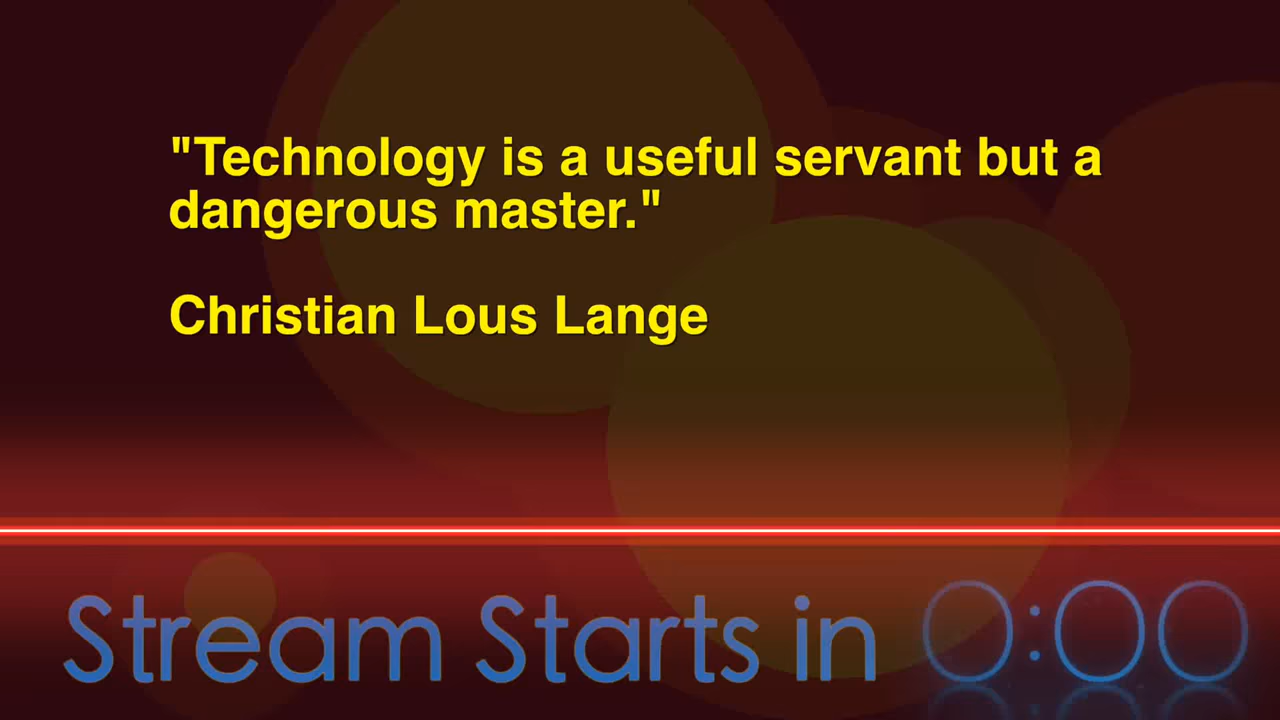 "Technology is a useful servant but a
dangerous master."
Christian Lous Lange
Stream Starts in 0:00